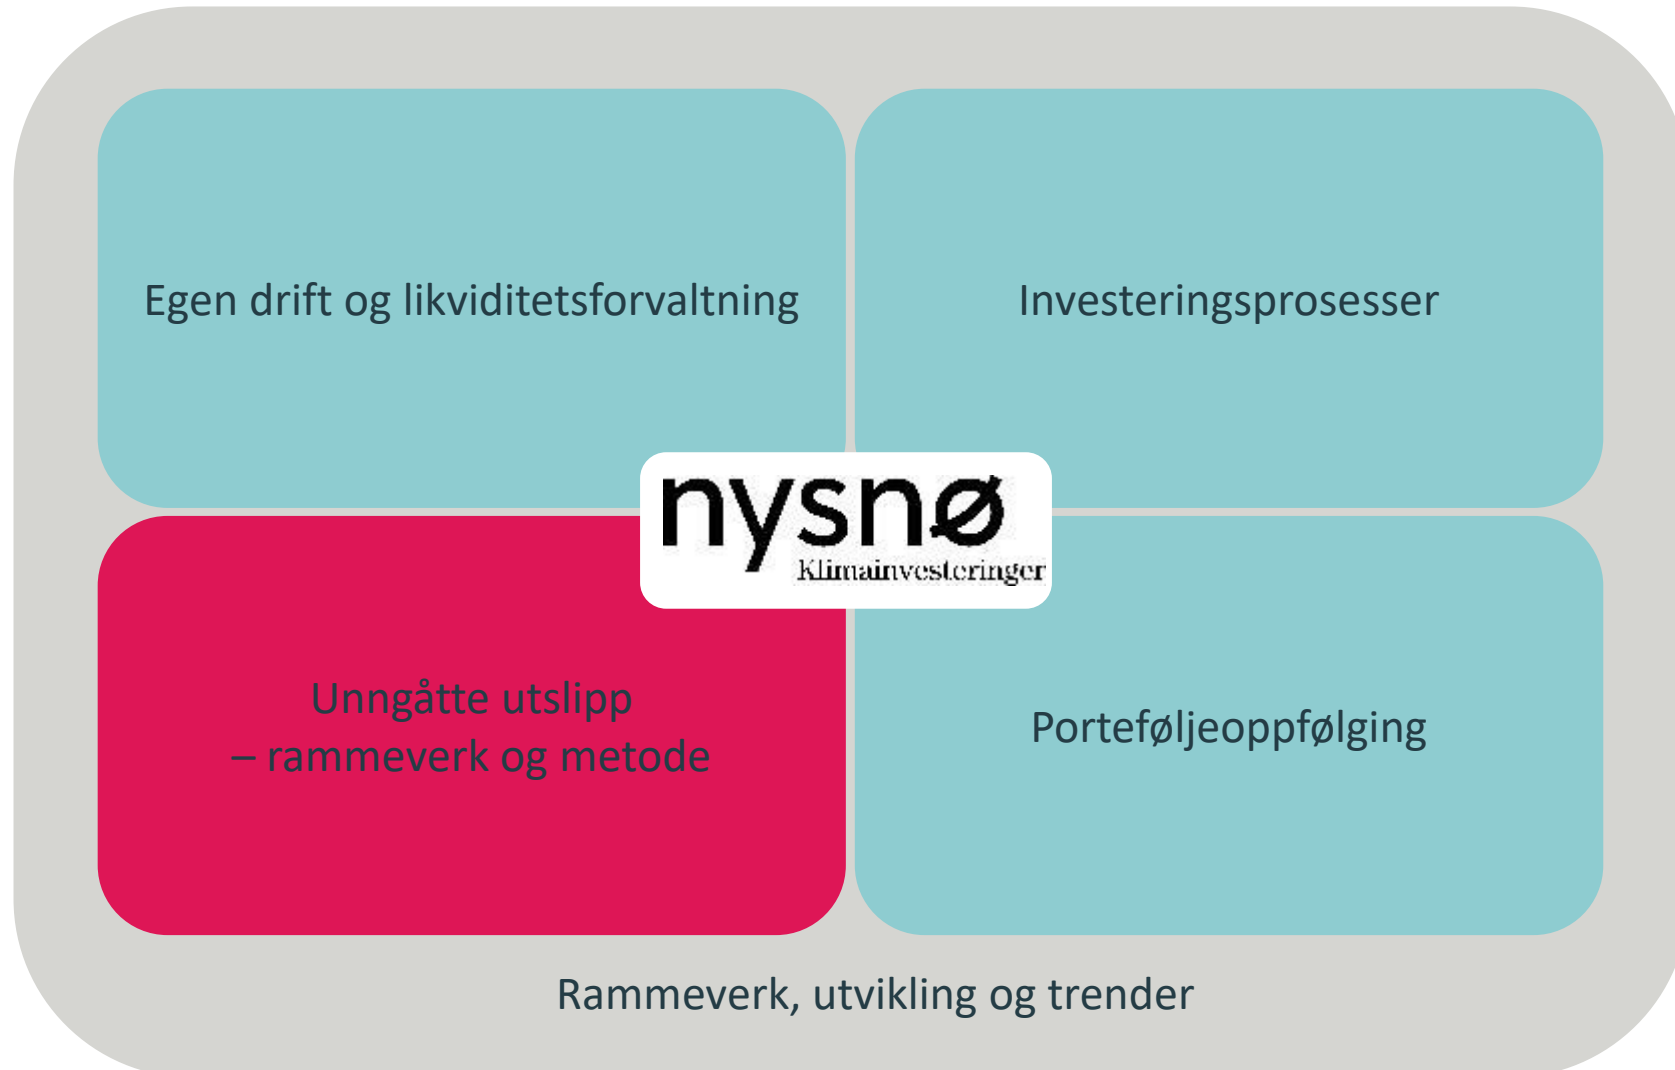 Egen drift og likviditetsforvaltning
Investeringsprosesser
nysnø
Klimainvesteringer
Unngåtte utslipp
– rammeverk og metode
Porteføljeoppfølging
Rammeverk, utvikling og trender